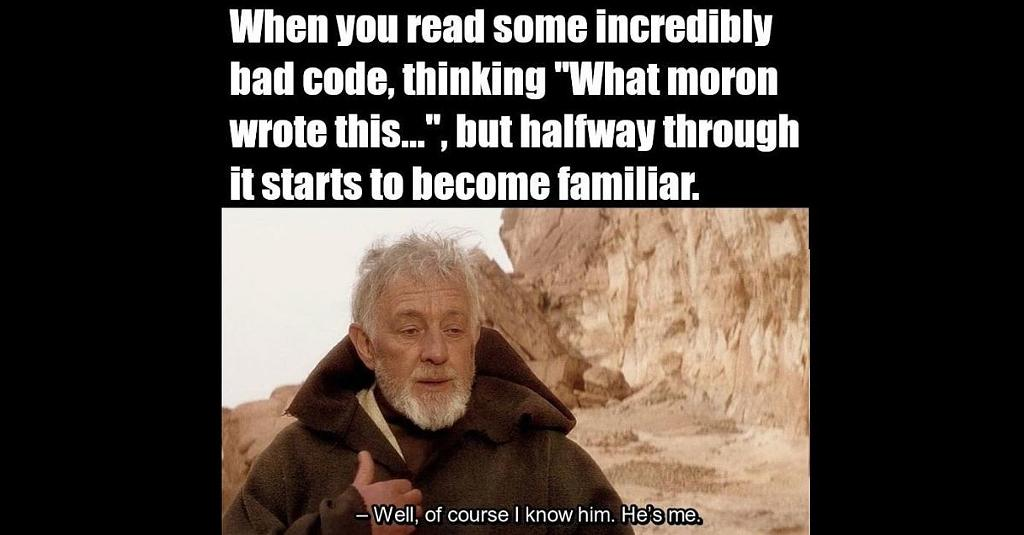 When you read some incredibly
bad code, thinking "What moron
wrote this...", but halfway through
it starts to become familiar.
– Well, of course I know him. He's me.